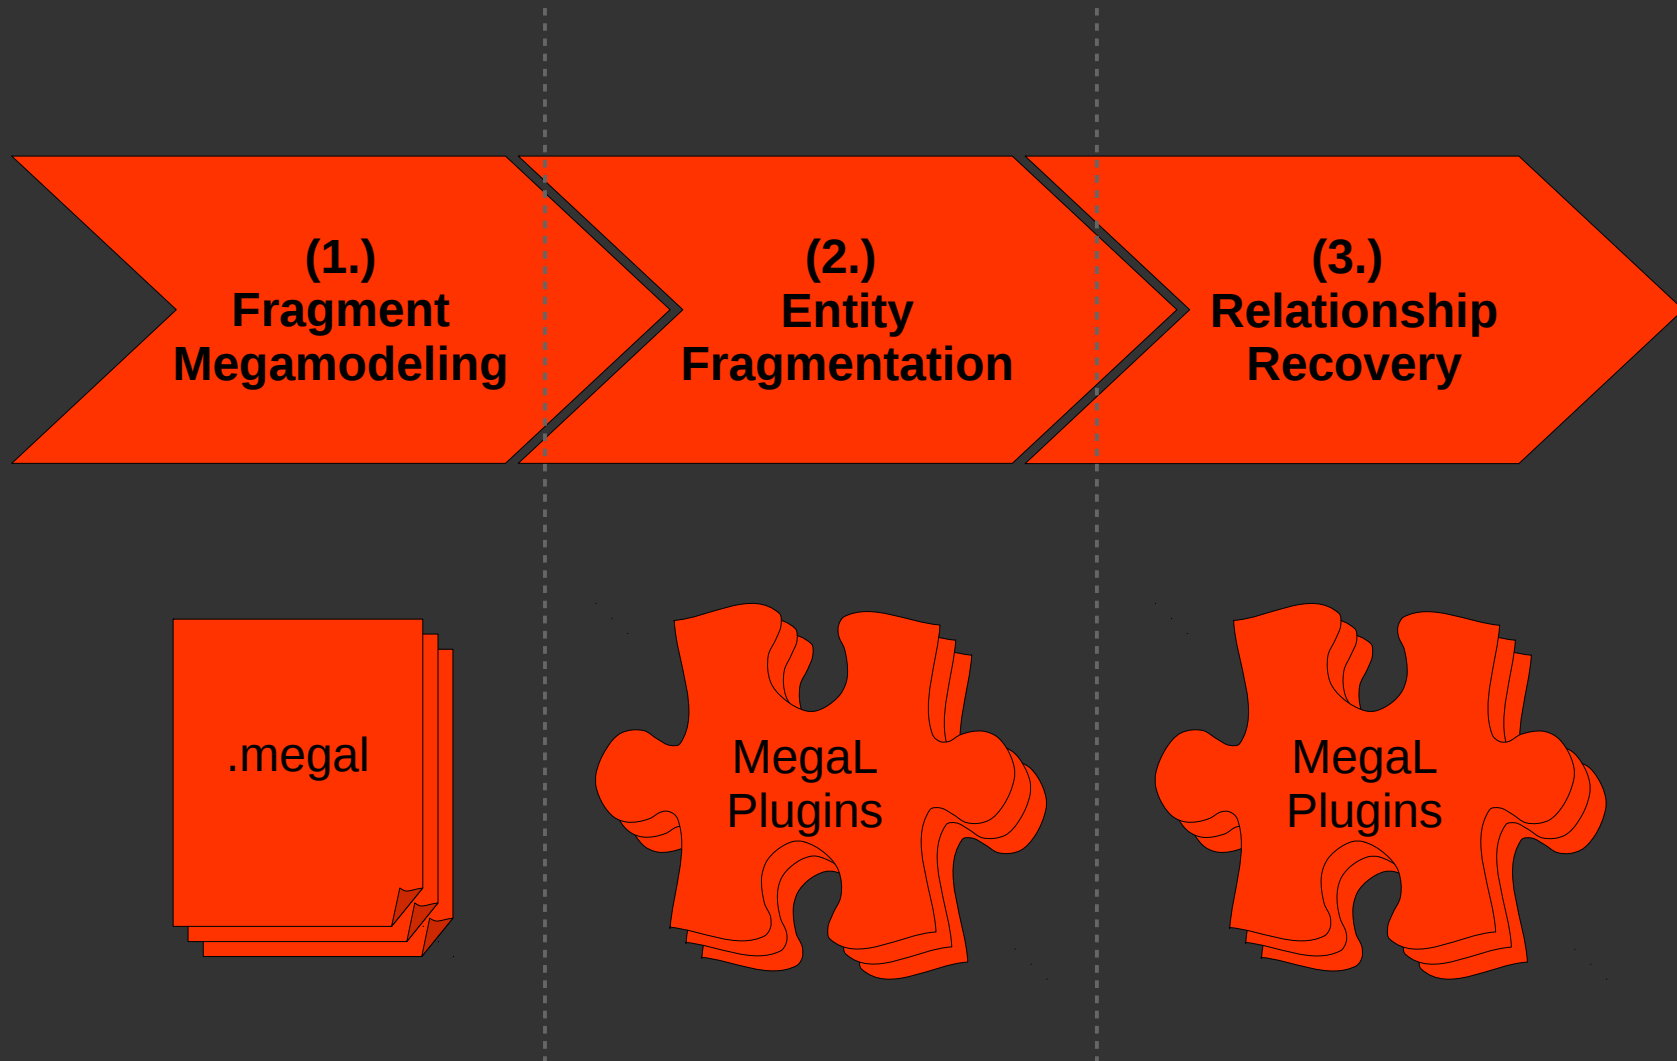 (1.)
Fragment
Megamodeling
(2.)
Entity
Fragmentation
(3.)
Relationship
Recovery
.megal
MegaL
Plugins
MegaL
Plugins